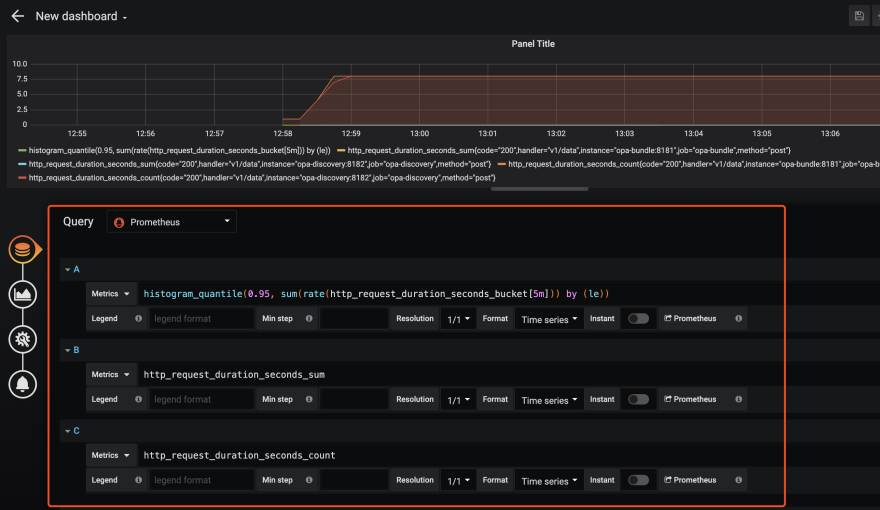 New dashboard
Panel Title
10.0
7.5
5.0
2.5
0
12:55 12:56 12:57 12:58 12:59 13:00 13:01 13:02 13:03 13:04 13:05 13:06
histogram_quantile(0.95, sum(rate(http_request_duration_seconds_bucket[5m])) by (le)) http_request_duration_seconds_sum{code="200",handler="v1/data",instance="opa-bundle:8181",job="opa-bundle",method="post"}
http_request_duration_seconds_sum{code="200",handler="v1/data",instance="opa-discovery:8182",job="opa-discovery",method="post"} http_request_duration_seconds_count{code="200",handler="v1/data",instance="opa-bundle:8181",job="opa-bu
http_request_duration_seconds_count{code="200",handler="v1/data",instance="opa-discovery:8182",job="opa-discovery",method="post"}
Query Prometheus
A
Metrics histogram_quantile(0.95, sum(rate(http_request_duration_seconds_bucket[5m])) by (le))
Legend legend format Min step Resolution 1/1 Format Time series Instant Prometheus
B
Metrics http_request_duration_seconds_sum
Legend legend format Min step Resolution 1/1 Format Time series Instant Prometheus
C
Metrics http_request_duration_seconds_count
Legend legend format Min step Resolution 1/1 Format Time series Instant Prometheus